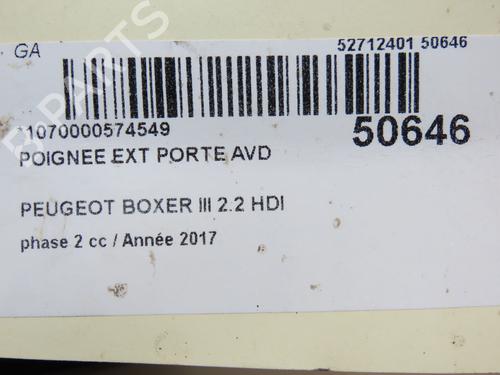 GA
52712401 50646
*1070000574549
50646
POIGNEE EXT PORTE AVD
PEUGEOT BOXER III 2.2 HDI
phase 2 cc / Année 2017